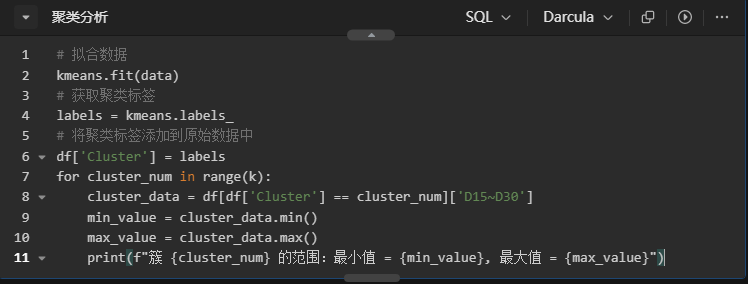 聚类分析 SQL Darcula
1 # 拟合数据
2 kmeans.fit(data)
3 # 获取聚类标签
4 labels = kmeans.labels_
5 # 将聚类标签添加到原始数据中
6 df['Cluster'] = labels
7 for cluster_num in range(k):
8     cluster_data = df[df['Cluster'] == cluster_num]['D15~D30']
9     min_value = cluster_data.min()
10     max_value = cluster_data.max()
11     print(f"簇 {cluster_num} 的范围: 最小值 = {min_value}, 最大值 = {max_value}")